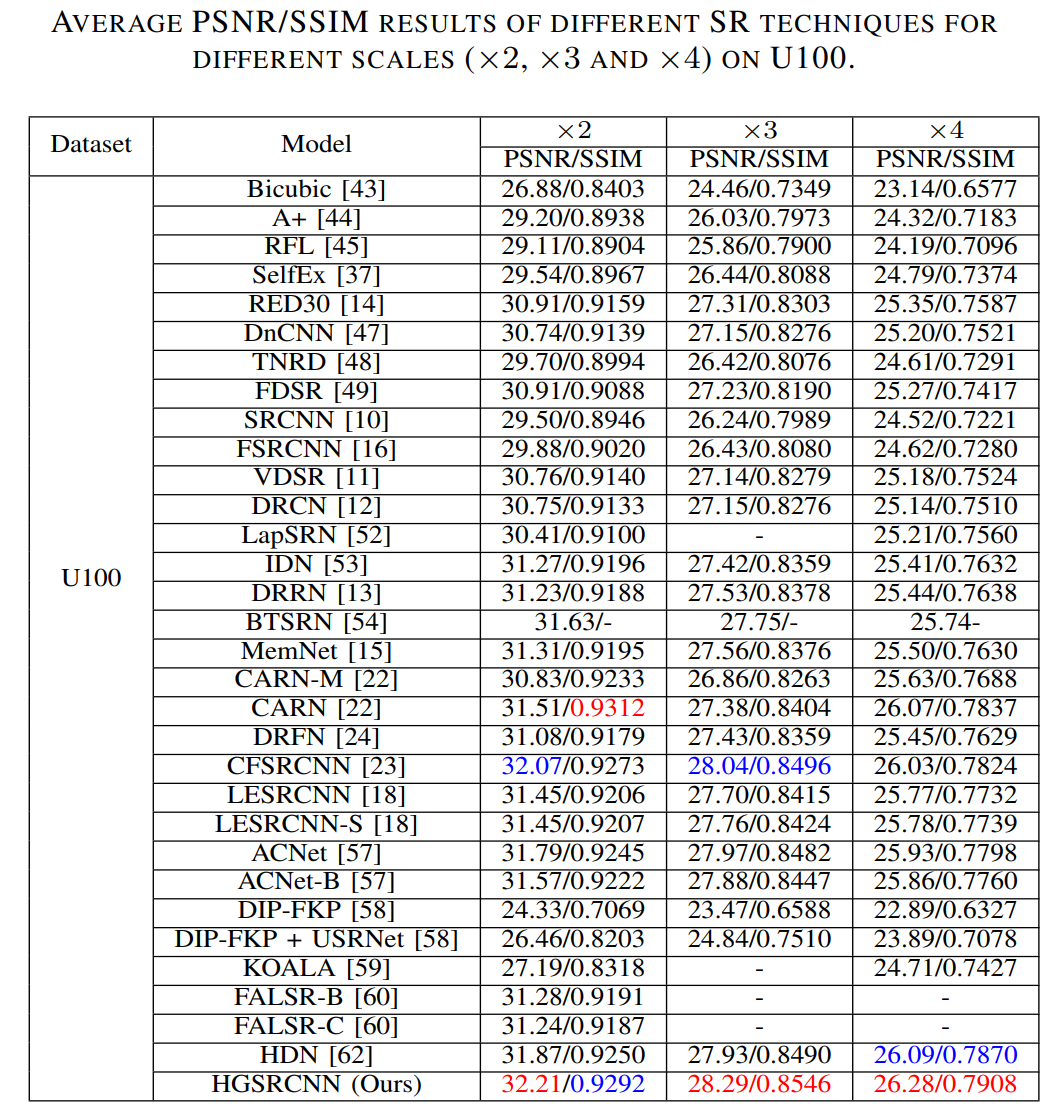 AVERAGE PSNR/SSIM RESULTS OF DIFFERENT SR TECHNIQUES FOR
DIFFERENT SCALES (×2, ×3 AND ×4) ON U100.
Dataset Model ×2 ×3 ×4
PSNR/SSIM PSNR/SSIM PSNR/SSIM
U100
Bicubic [43] 26.88/0.8403 24.46/0.7349 23.14/0.6577
A+ [44] 29.20/0.8938 26.03/0.7973 24.32/0.7183
RFL [45] 29.11/0.8904 25.86/0.7900 24.19/0.7096
SelfEx [37] 29.54/0.8967 26.44/0.8088 24.79/0.7374
RED30 [14] 30.91/0.9159 27.31/0.8303 25.35/0.7587
DnCNN [47] 30.74/0.9139 27.15/0.8276 25.20/0.7521
TNRD [48] 29.70/0.8994 26.42/0.8076 24.61/0.7291
FDSR [49] 30.91/0.9088 27.23/0.8190 25.27/0.7417
SRCNN [10] 29.50/0.8946 26.24/0.7989 24.52/0.7221
FSRCNN [16] 29.88/0.9020 26.43/0.8080 24.62/0.7280
VDSR [11] 30.76/0.9140 27.14/0.8279 25.18/0.7524
DRCN [12] 30.75/0.9133 27.15/0.8276 25.14/0.7510
LapSRN [52] 30.41/0.9100 - 25.21/0.7560
IDN [53] 31.27/0.9196 27.42/0.8359 25.41/0.7632
DRRN [13] 31.23/0.9188 27.53/0.8378 25.44/0.7638
BTSRN [54] 31.63/- 27.75/- 25.74-
MemNet [15] 31.31/0.9195 27.56/0.8376 25.50/0.7630
CARN-M [22] 30.83/0.9233 26.86/0.8263 25.63/0.7688
CARN [22] 31.51/0.9312 27.38/0.8404 26.07/0.7837
DRFN [24] 31.08/0.9179 27.43/0.8359 25.45/0.7629
CFSRCNN [23] 32.07/0.9273 28.04/0.8496 26.03/0.7824
LESRCNN [18] 31.45/0.9206 27.70/0.8415 25.77/0.7732
LESRCNN-S [18] 31.45/0.9207 27.76/0.8424 25.78/0.7739
ACNet [57] 31.79/0.9245 27.97/0.8482 25.93/0.7798
ACNet-B [57] 31.57/0.9222 27.88/0.8447 25.86/0.7760
DIP-FKP [58] 24.33/0.7069 23.47/0.6588 22.89/0.6327
DIP-FKP + USRNet [58] 26.46/0.8203 24.84/0.7510 23.89/0.7078
KOALA [59] 27.19/0.8318 - 24.71/0.7427
FALSR-B [60] 31.28/0.9191 - -
FALSR-C [60] 31.24/0.9187 - -
HDN [62] 31.87/0.9250 27.93/0.8490 26.09/0.7870
HGSRCNN (Ours) 32.21/0.9292 28.29/0.8546 26.28/0.7908